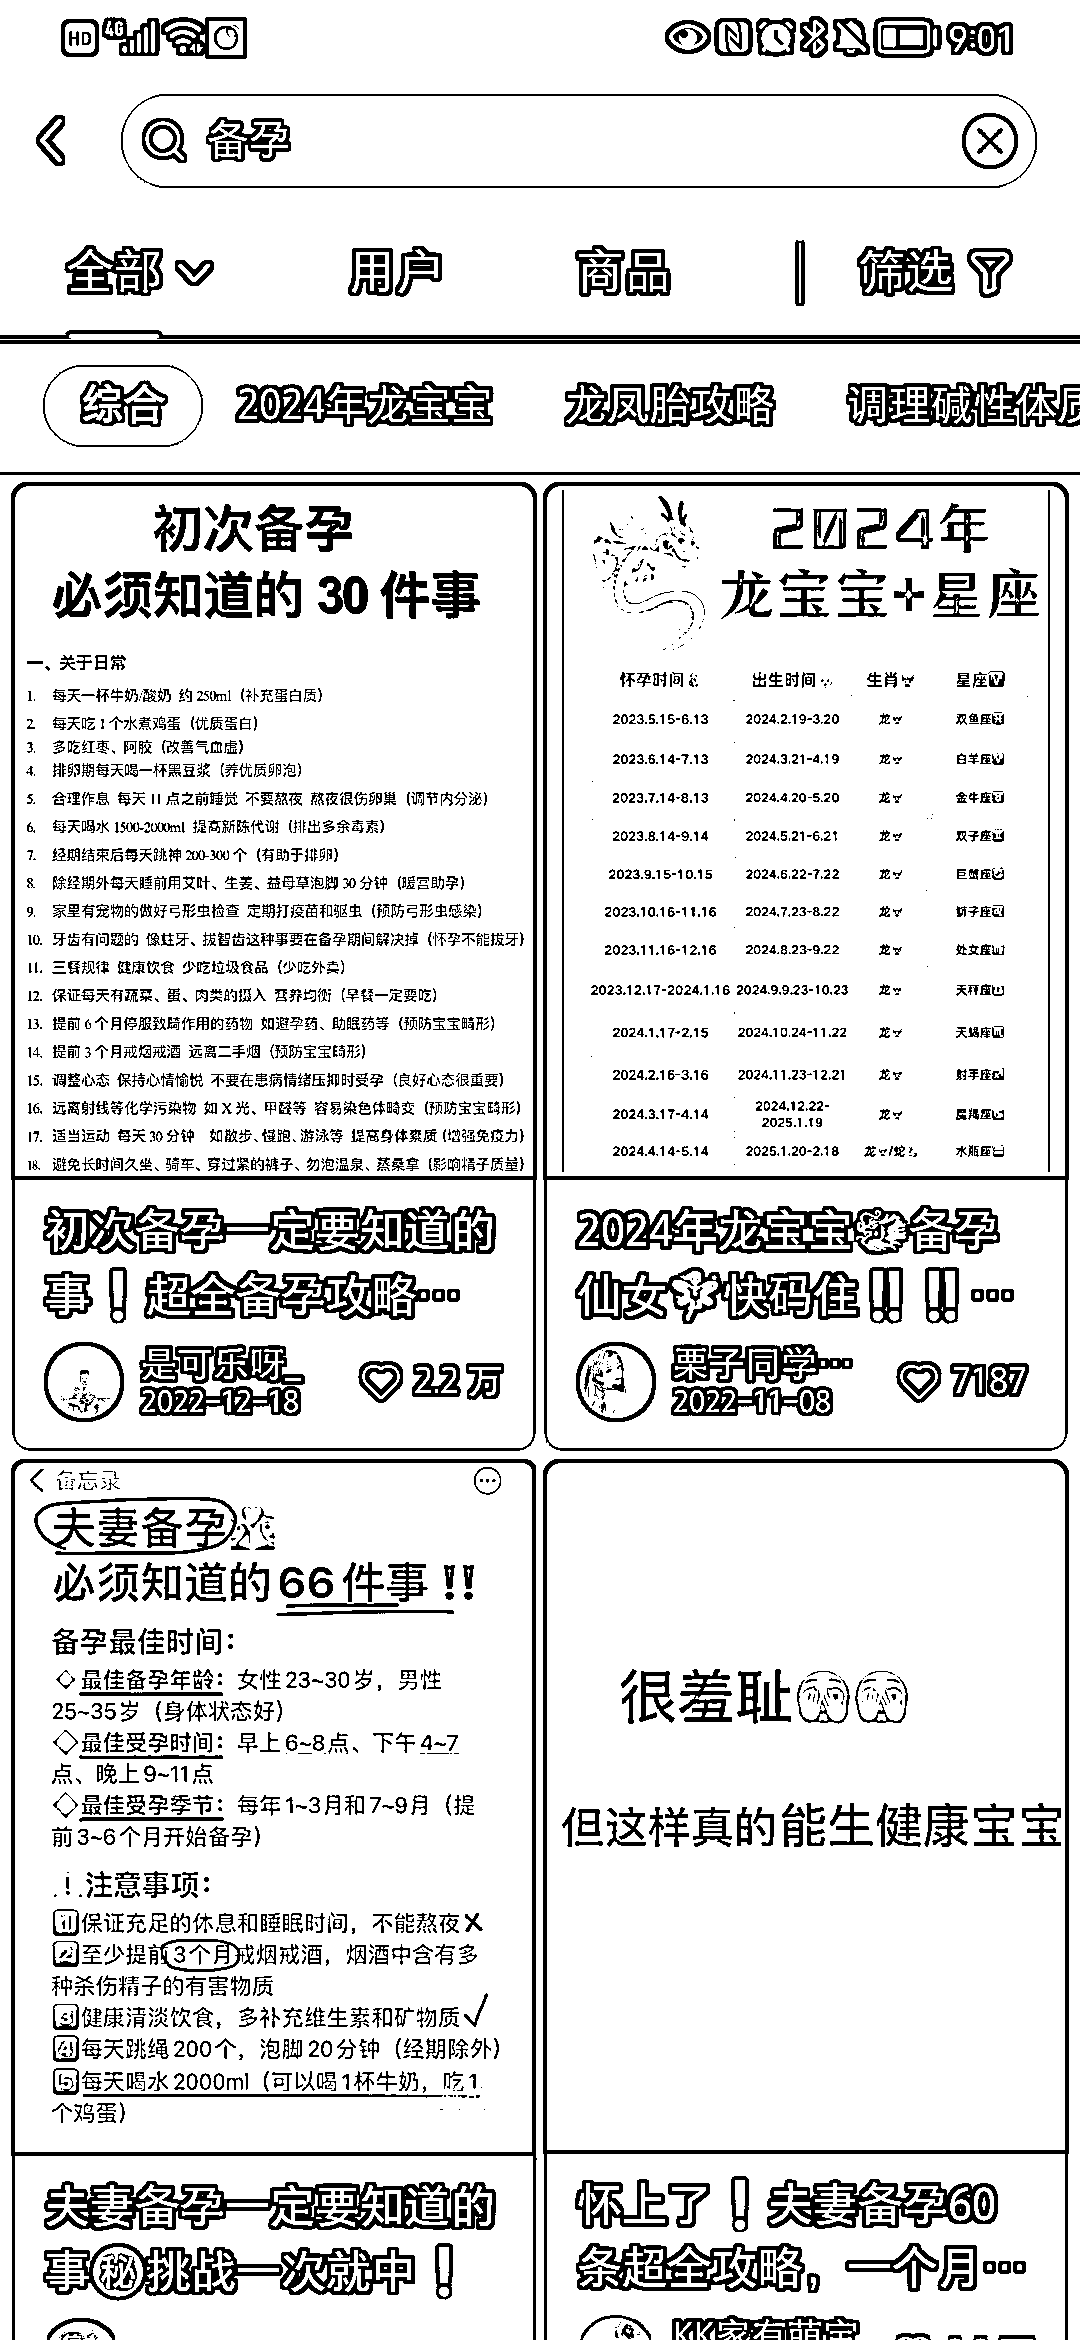 HD 4G 9:01
备孕
全部 用户 商品 筛选
综合 2024年龙宝宝 龙凤胎攻略 调理碱性体质
初次备孕
必须知道的 30 件事
一、关于日常
1. 每天一杯牛奶/酸奶 约 250ml（补充蛋白质）
2. 每天吃 1 个水煮鸡蛋（优质蛋白）
3. 多吃红枣、阿胶（改善气血虚）
4. 排卵期每天喝一杯黑豆浆（养优质卵泡）
5. 合理作息 每天 11 点之前睡觉 不要熬夜 熬夜很伤卵巢（调节内分泌）
6. 每天喝水 1500-2000ml 提高新陈代谢（排出多余毒素）
7. 经期结束后每天跳神 200-300 个（有助于排卵）
8. 除经期外每天睡前用艾叶、生姜、益母草泡脚 30 分钟（暖宫助孕）
9. 家里有宠物的做好弓形虫检查 定期打疫苗和驱虫（预防弓形虫感染）
10. 牙齿有问题的 像蛀牙、拔智齿这种事要在备孕期间解决掉（怀孕不能拔牙）
11. 三餐规律 健康饮食 少吃垃圾食品（少吃外卖）
12. 保证每天有蔬菜、蛋、肉类的摄入 营养均衡（早餐一定要吃）
13. 提前 6 个月停服致畸作用的药物 如避孕药、助眠药等（预防宝宝畸形）
14. 提前 3 个月戒烟戒酒 远离二手烟（预防宝宝畸形）
15. 调整心态 保持心情愉悦 不要在患病情绪压抑时受孕（良好心态很重要）
16. 远离射线等化学污染物 如 X 光、甲醛等 容易染色体畸变（预防宝宝畸形）
17. 适当运动 每天 30 分钟 如散步、慢跑、游泳等 提高身体素质（增强免疫力）
18. 避免长时间久坐、骑车、穿过紧的裤子、勿泡温泉、蒸桑拿（影响精子质量）
初次备孕一定要知道的
事❗超全备孕攻略…
是可乐呀_
2022-12-18 2.2 万
2024年
龙宝宝+星座
怀孕时间 出生时间 生肖 星座
2023.5.15-6.13 2024.2.19-3.20 龙 双鱼座
2023.6.14-7.13 2024.3.21-4.19 龙 白羊座
2023.7.14-8.13 2024.4.20-5.20 龙 金牛座
2023.8.14-9.14 2024.5.21-6.21 龙 双子座
2023.9.15-10.15 2024.6.22-7.22 龙 巨蟹座
2023.10.16-11.16 2024.7.23-8.22 龙 狮子座
2023.11.16-12.16 2024.8.23-9.22 龙 处女座
2023.12.17-2024.1.16 2024.9.9.23-10.23 龙 天秤座
2024.1.17-2.15 2024.10.24-11.22 龙 天蝎座
2024.2.16-3.16 2024.11.23-12.21 龙 射手座
2024.3.17-4.14 2024.12.22-2025.1.19 龙 魔羯座
2024.4.14-5.14 2025.1.20-2.18 龙/蛇 水瓶座
2024年龙宝宝🐉备孕
仙女🧚快码住‼️‼️…
栗子同学…
2022-11-08 7187
备忘录
夫妻备孕
必须知道的 66 件事 !!
备孕最佳时间：
◇最佳备孕年龄：女性 23~30 岁，男性
25~35 岁（身体状态好）
◇最佳受孕时间：早上 6~8 点、下午 4~7
点、晚上 9~11 点
◇最佳受孕季节：每年 1~3 月和 7~9 月（提
前 3~6 个月开始备孕）
注意事项：
1保证充足的休息和睡眠时间，不能熬夜
2至少提前 3 个月戒烟戒酒，烟酒中含有多
种杀伤精子的有害物质
3健康清淡饮食，多补充维生素和矿物质
4每天跳绳 200 个，泡脚 20 分钟（经期除外）
5每天喝水 2000ml（可以喝 1 杯牛奶，吃 1
个鸡蛋）
夫妻备孕一定要知道的
事㊙挑战一次就中❗
很羞耻
但这样真的能生健康宝宝
怀上了❗夫妻备孕60
条超全攻略，一个月…
KK家有萌宝